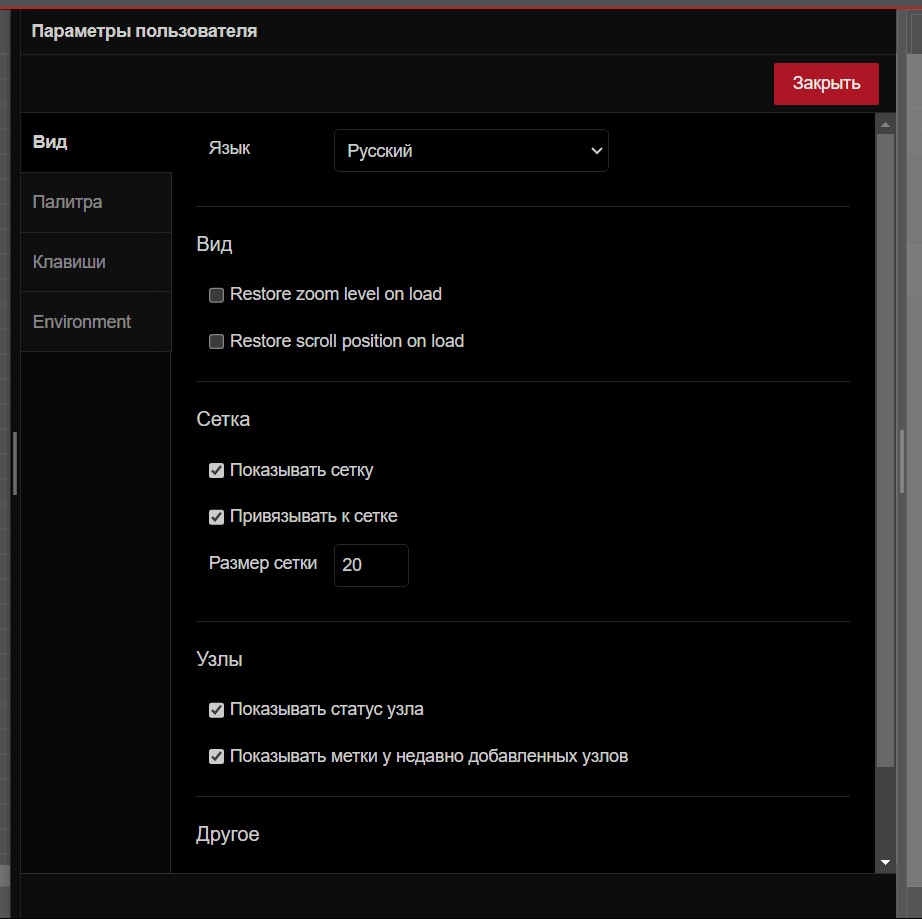 Параметры пользователя
Закрыть
Вид
Палитра
Клавиши
Environment
Язык
Русский
Вид
Restore zoom level on load
Restore scroll position on load
Сетка
Показывать сетку
Привязывать к сетке
Размер сетки
20
Узлы
Показывать статус узла
Показывать метки у недавно добавленных узлов
Другое